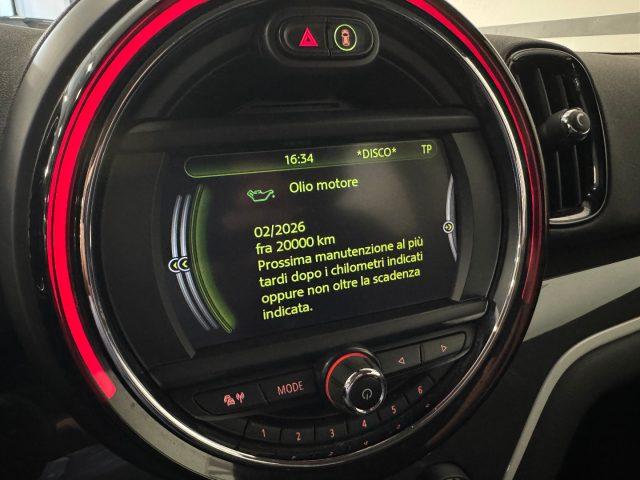 16:34 *DISCO* TP
Olio motore
02/2026
fra 20000 km
Prossima manutenzione al più
tardi dopo i chilometri indicati
oppure non oltre la scadenza
indicata.
MODE
1 2 3 4 5 6